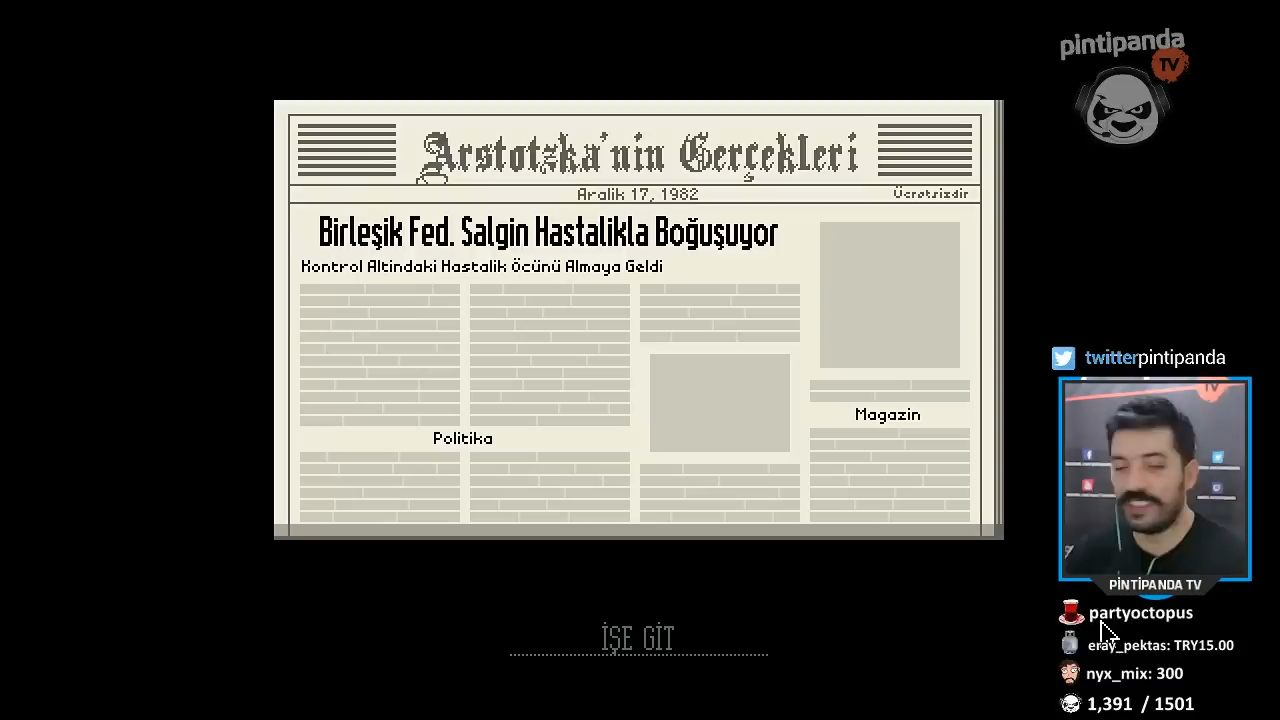 pintipanda
TV
Arstotzka'nin Gerçekleri
Aralik 17, 1982
Ücretsizdir
Birleşik Fed. Salgin Hastalikla Boğuşuyor
Kontrol Altindaki Hastalik Öcünü Almaya Geldi
Politika
Magazin
İŞE GİT
twitterpintipanda
TV
PİNTİPANDA TV
partyoctopus
eray_pektas: TRY15.00
nyx_mix: 300
1,391 / 1501